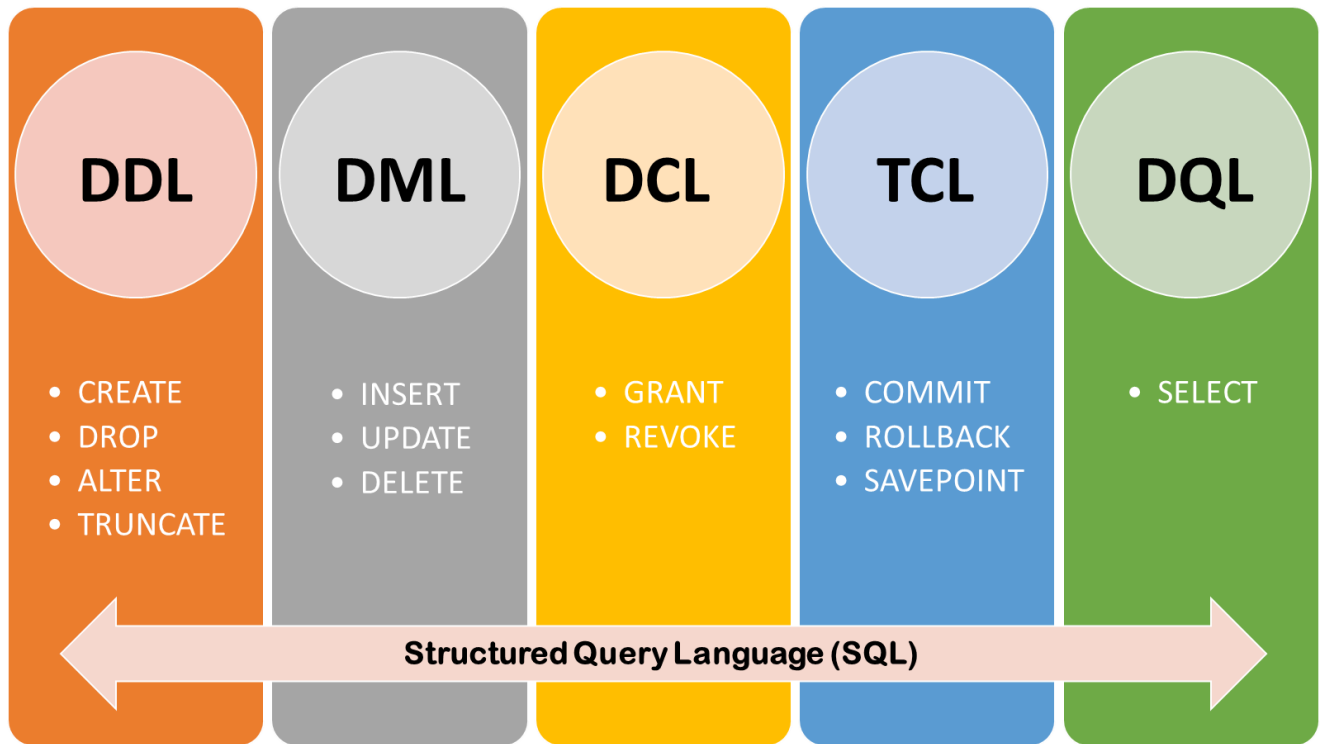 DDL
• CREATE
• DROP
• ALTER
• TRUNCATE
DML
• INSERT
• UPDATE
• DELETE
DCL
• GRANT
• REVOKE
TCL
• COMMIT
• ROLLBACK
• SAVEPOINT
DQL
• SELECT
Structured Query Language (SQL)